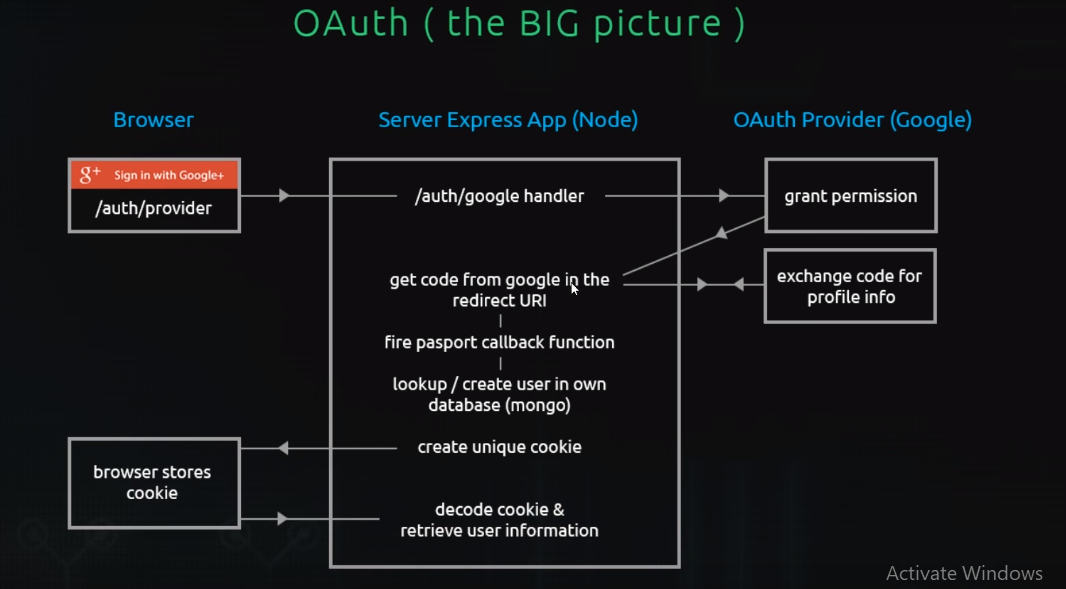 OAuth ( the BIG picture )
Browser
Server Express App (Node)
OAuth Provider (Google)
g+ Sign in with Google+
/auth/provider
/auth/google handler
grant permission
get code from google in the
redirect URI
exchange code for
profile info
fire pasport callback function
lookup / create user in own
database (mongo)
create unique cookie
browser stores
cookie
decode cookie &
retrieve user information
Activate Windows